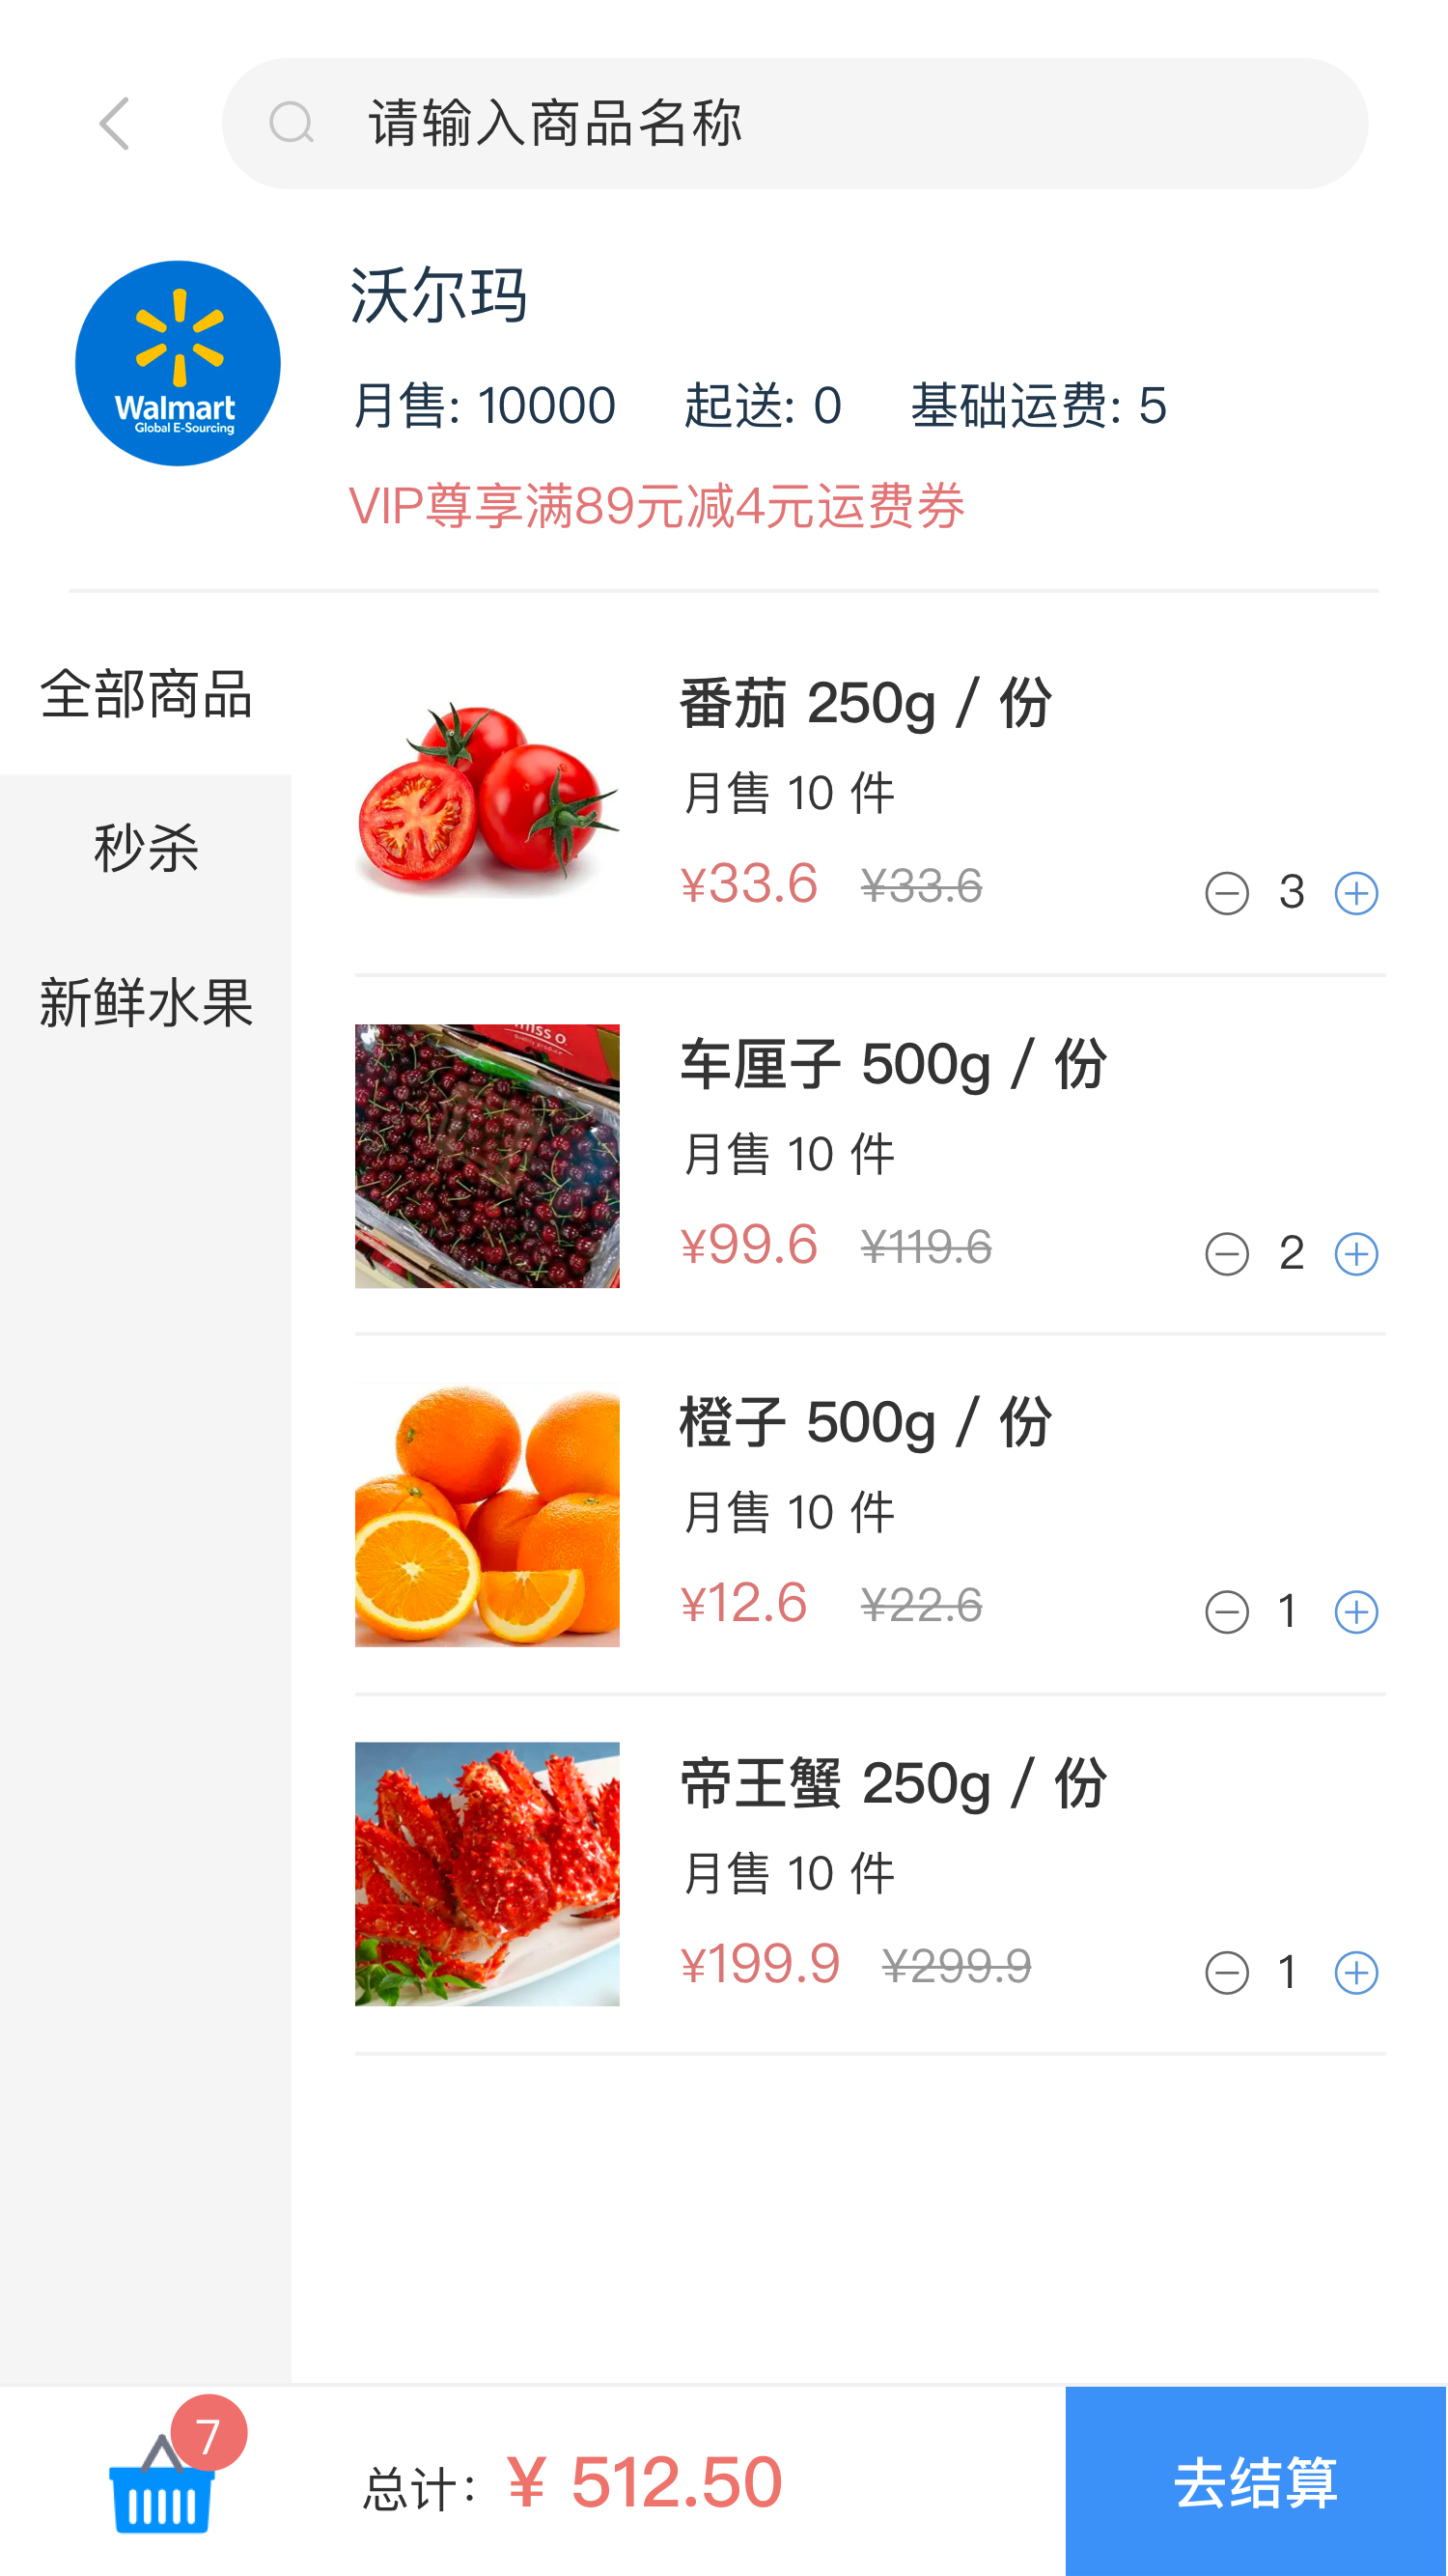 请输入商品名称
Walmart
Global E-Sourcing
沃尔玛
月售: 10000 起送: 0 基础运费: 5
VIP尊享满89元减4元运费券
全部商品
秒杀
新鲜水果
番茄 250g / 份
月售 10 件
¥33.6 ¥33.6
3
miss o.
quality produce
车厘子 500g / 份
月售 10 件
¥99.6 ¥119.6
2
橙子 500g / 份
月售 10 件
¥12.6 ¥22.6
1
帝王蟹 250g / 份
月售 10 件
¥199.9 ¥299.9
1
7
总计: ¥ 512.50
去结算